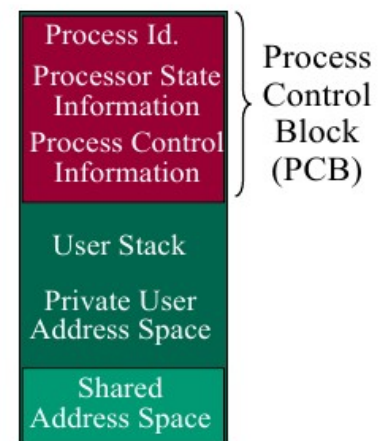 Process Id.
Processor State
Information
Process Control
Information
Process
Control
Block
(PCB)
User Stack
Private User
Address Space
Shared
Address Space